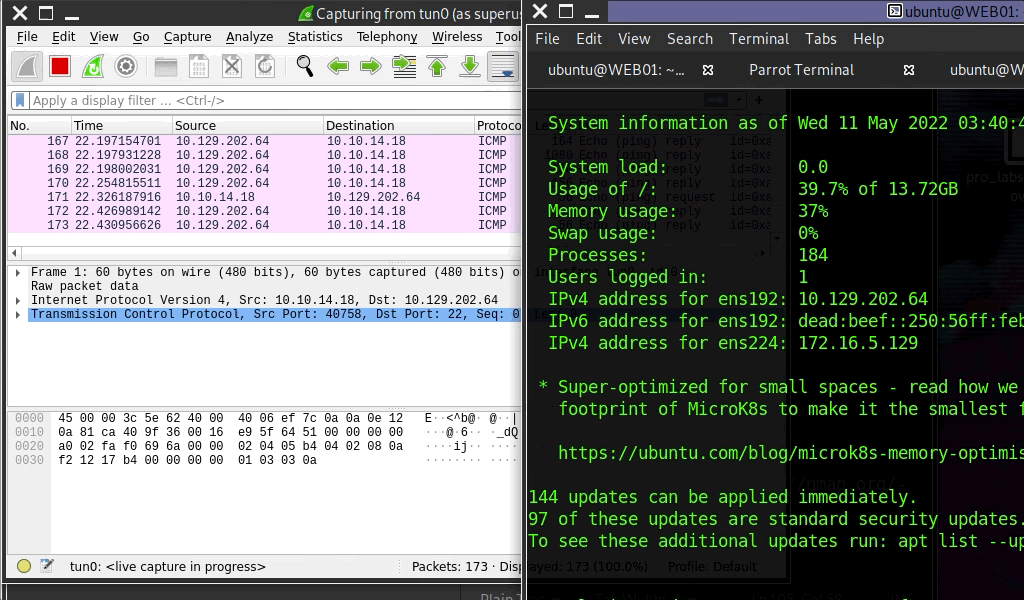 Capturing from tun0 (as superus
File Edit View Go Capture Analyze Statistics Telephony Wireless Tool
Apply a display filter ... <Ctrl-/>
No. Time Source Destination Protoco
167 22.197154701 10.129.202.64 10.10.14.18 ICMP
168 22.197931228 10.129.202.64 10.10.14.18 ICMP
169 22.198002031 10.129.202.64 10.10.14.18 ICMP
170 22.254815511 10.129.202.64 10.10.14.18 ICMP
171 22.326187916 10.10.14.18 10.129.202.64 ICMP
172 22.426989142 10.129.202.64 10.10.14.18 ICMP
173 22.430956626 10.129.202.64 10.10.14.18 ICMP
Frame 1: 60 bytes on wire (480 bits), 60 bytes captured (480 bits) o
Raw packet data
Internet Protocol Version 4, Src: 10.10.14.18, Dst: 10.129.202.64
Transmission Control Protocol, Src Port: 40758, Dst Port: 22, Seq: 0
0000 45 00 00 3c 5e 62 40 00 40 06 ef 7c 0a 0a 0e 12 E··<^b@· @··|
0010 0a 81 ca 40 9f 36 00 16 e9 5f 64 51 00 00 00 00 ···@·6·· ·_dQ
0020 a0 02 fa f0 69 6a 00 00 02 04 05 b4 04 02 08 0a ····ij·· ····
0030 f2 12 17 b4 00 00 00 00 01 03 03 0a ········ ····
tun0: <live capture in progress> Packets: 173 · Displayed: 173 (100.0%) Profile: Default
ubuntu@WEB01:
File Edit View Search Terminal Tabs Help
ubuntu@WEB01: ~... Parrot Terminal ubuntu@W
System information as of Wed 11 May 2022 03:40:4
System load: 0.0
Usage of /: 39.7% of 13.72GB
Memory usage: 37%
Swap usage: 0%
Processes: 184
Users logged in: 1
IPv4 address for ens192: 10.129.202.64
IPv6 address for ens192: dead:beef::250:56ff:feb
IPv4 address for ens224: 172.16.5.129
* Super-optimized for small spaces - read how we
footprint of MicroK8s to make it the smallest f
https://ubuntu.com/blog/microk8s-memory-optimis
144 updates can be applied immediately.
97 of these updates are standard security updates.
To see these additional updates run: apt list --up
pro_labs